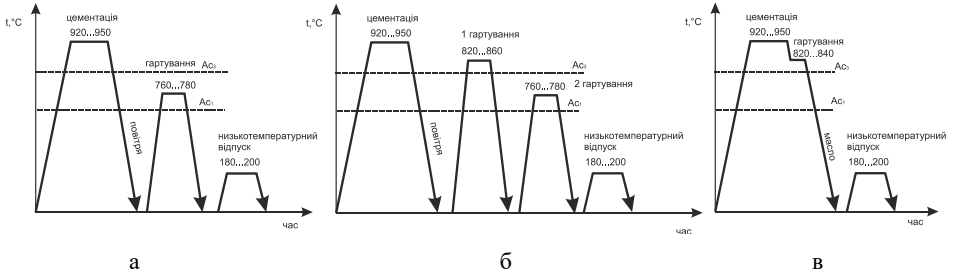 t,°C
цементація
920...950
гартування
Ac₃
760...780
Ac₁
повітря
низькотемпературний
відпуск
180...200
час
а
t,°C
цементація
920...950
1 гартування
820...860
Ac₃
2 гартування
760...780
Ac₁
повітря
низькотемпературний
відпуск
180...200
час
б
t,°C
цементація
920...950
гартування
820...840
Ac₃
Ac₁
масло
низькотемпературний
відпуск
180...200
час
в